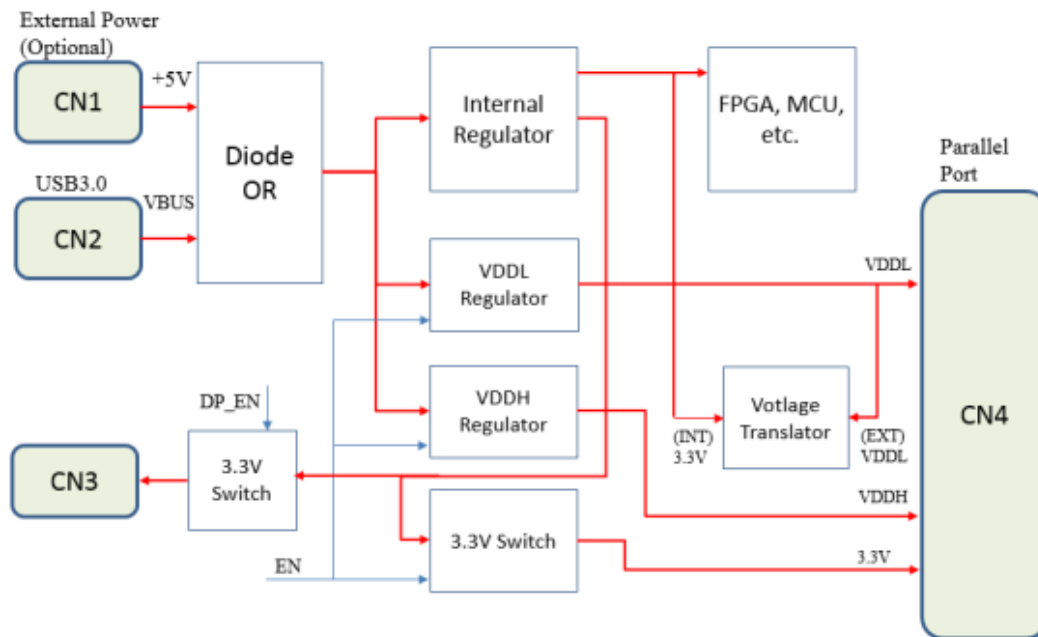 External Power
(Optional)
CN1
+5V
USB3.0
CN2
VBUS
Diode
OR
Internal
Regulator
FPGA, MCU,
etc.
Parallel
Port
VDDL
Regulator
VDDL
DP_EN
VDDH
Regulator
Votlage
Translator
(INT)
3.3V
(EXT)
VDDL
CN4
CN3
3.3V
Switch
VDDH
3.3V Switch
3.3V
EN